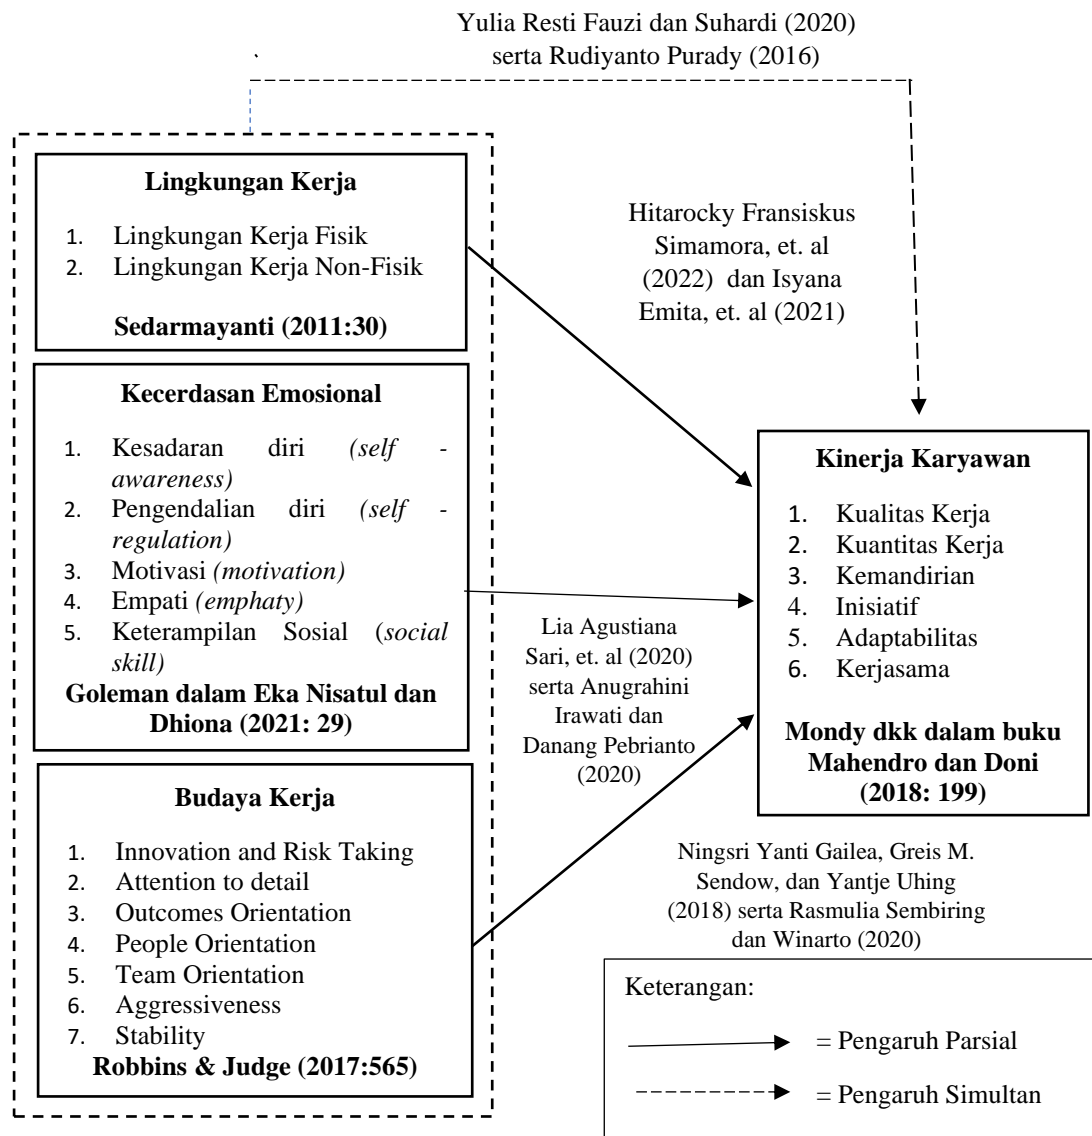 Yulia Resti Fauzi dan Suhardi (2020)
serta Rudiyanto Purady (2016)
Lingkungan Kerja
1. Lingkungan Kerja Fisik
2. Lingkungan Kerja Non-Fisik
Sedarmayanti (2011:30)
Hitarocky Fransiskus
Simamora, et. al
(2022) dan Isyana
Emita, et. al (2021)
Kecerdasan Emosional
1. Kesadaran diri (self -
awareness)
2. Pengendalian diri (self -
regulation)
3. Motivasi (motivation)
4. Empati (emphaty)
5. Keterampilan Sosial (social
skill)
Goleman dalam Eka Nisatul dan
Dhiona (2021: 29)
Kinerja Karyawan
1. Kualitas Kerja
2. Kuantitas Kerja
3. Kemandirian
4. Inisiatif
5. Adaptabilitas
6. Kerjasama
Mondy dkk dalam buku
Mahendro dan Doni
(2018: 199)
Lia Agustiana
Sari, et. al (2020)
serta Anugrahini
Irawati dan
Danang Pebrianto
(2020)
Budaya Kerja
1. Innovation and Risk Taking
2. Attention to detail
3. Outcomes Orientation
4. People Orientation
5. Team Orientation
6. Aggressiveness
7. Stability
Robbins & Judge (2017:565)
Ningsri Yanti Gailea, Greis M.
Sendow, dan Yantje Uhing
(2018) serta Rasmulia Sembiring
dan Winarto (2020)
Keterangan:
= Pengaruh Parsial
= Pengaruh Simultan